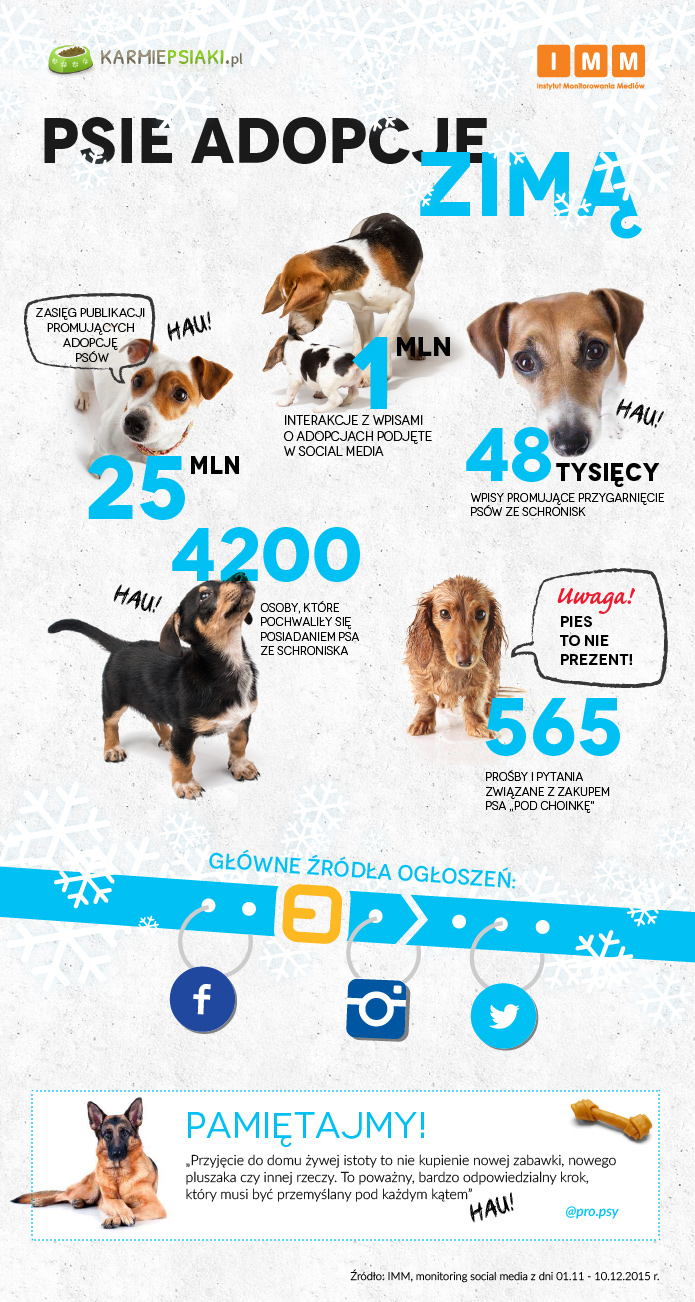 KARMIEPSIAKI.pl
IMM
Instytut Monitorowania Mediów
PSIE ADOPCJE
ZIMĄ
ZASIĘG PUBLIKACJI
PROMUJĄCYCH
ADOPCJĘ
PSÓW
HAU!
25 MLN
1 MLN
INTERAKCJE Z WPISAMI
O ADOPCJACH PODJĘTE
W SOCIAL MEDIA
HAU!
48 TYSIĘCY
WPISY PROMUJĄCE PRZYGARNIĘCIE
PSÓW ZE SCHRONISK
4200
HAU!
OSOBY, KTÓRE
POCHWALIŁY SIĘ
POSIADANIEM PSA
ZE SCHRONISKA
Uwaga!
PIES
TO NIE
PREZENT!
565
PROŚBY I PYTANIA
ZWIĄZANE Z ZAKUPEM
PSA „POD CHOINKĘ"
GŁÓWNE ŹRÓDŁA OGŁOSZEŃ:
f
PAMIĘTAJMY!
„Przyjęcie do domu żywej istoty to nie kupienie nowej zabawki, nowego
pluszaka czy innej rzeczy. To poważny, bardzo odpowiedzialny krok,
który musi być przemyślany pod każdym kątem”
HAU!
@pro.psy
Źródło: IMM, monitoring social media z dni 01.11 - 10.12.2015 r.